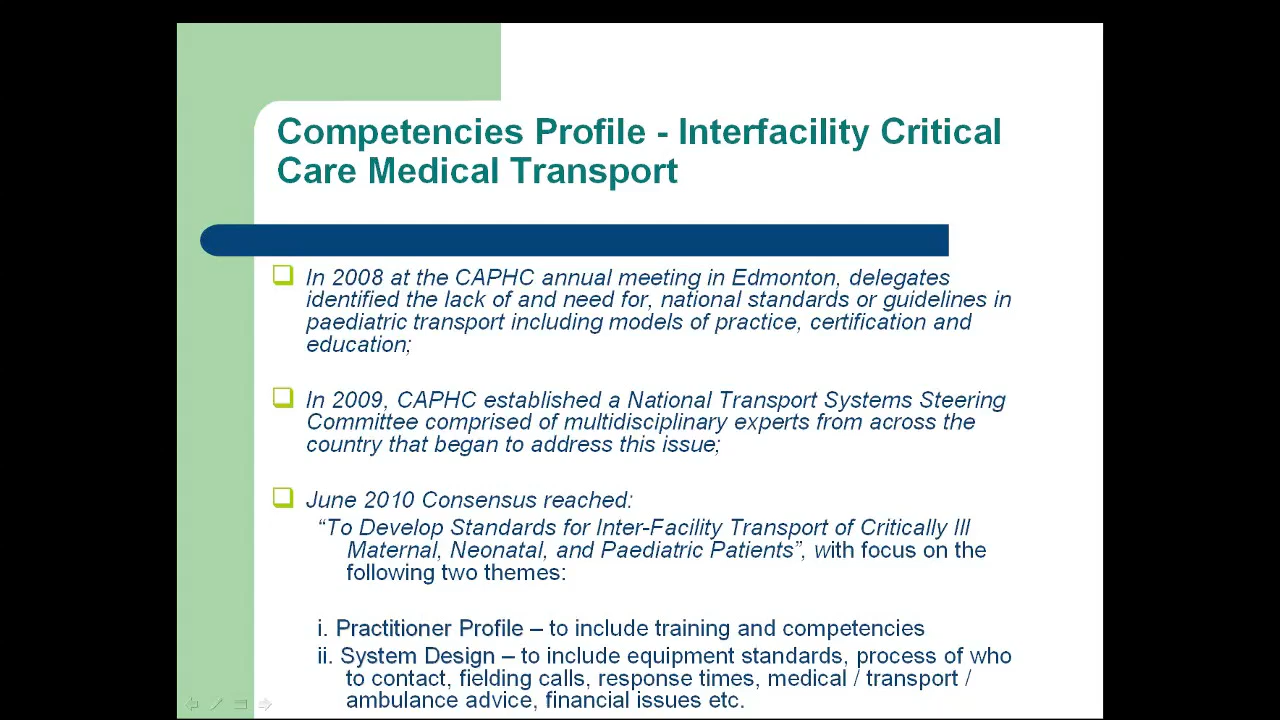 Competencies Profile - Interfacility Critical
Care Medical Transport
In 2008 at the CAPHC annual meeting in Edmonton, delegates
identified the lack of and need for, national standards or guidelines in
paediatric transport including models of practice, certification and
education;
In 2009, CAPHC established a National Transport Systems Steering
Committee comprised of multidisciplinary experts from across the
country that began to address this issue;
June 2010 Consensus reached:
“To Develop Standards for Inter-Facility Transport of Critically Ill
Maternal, Neonatal, and Paediatric Patients”, with focus on the
following two themes:
i. Practitioner Profile – to include training and competencies
ii. System Design – to include equipment standards, process of who
to contact, fielding calls, response times, medical / transport /
ambulance advice, financial issues etc.